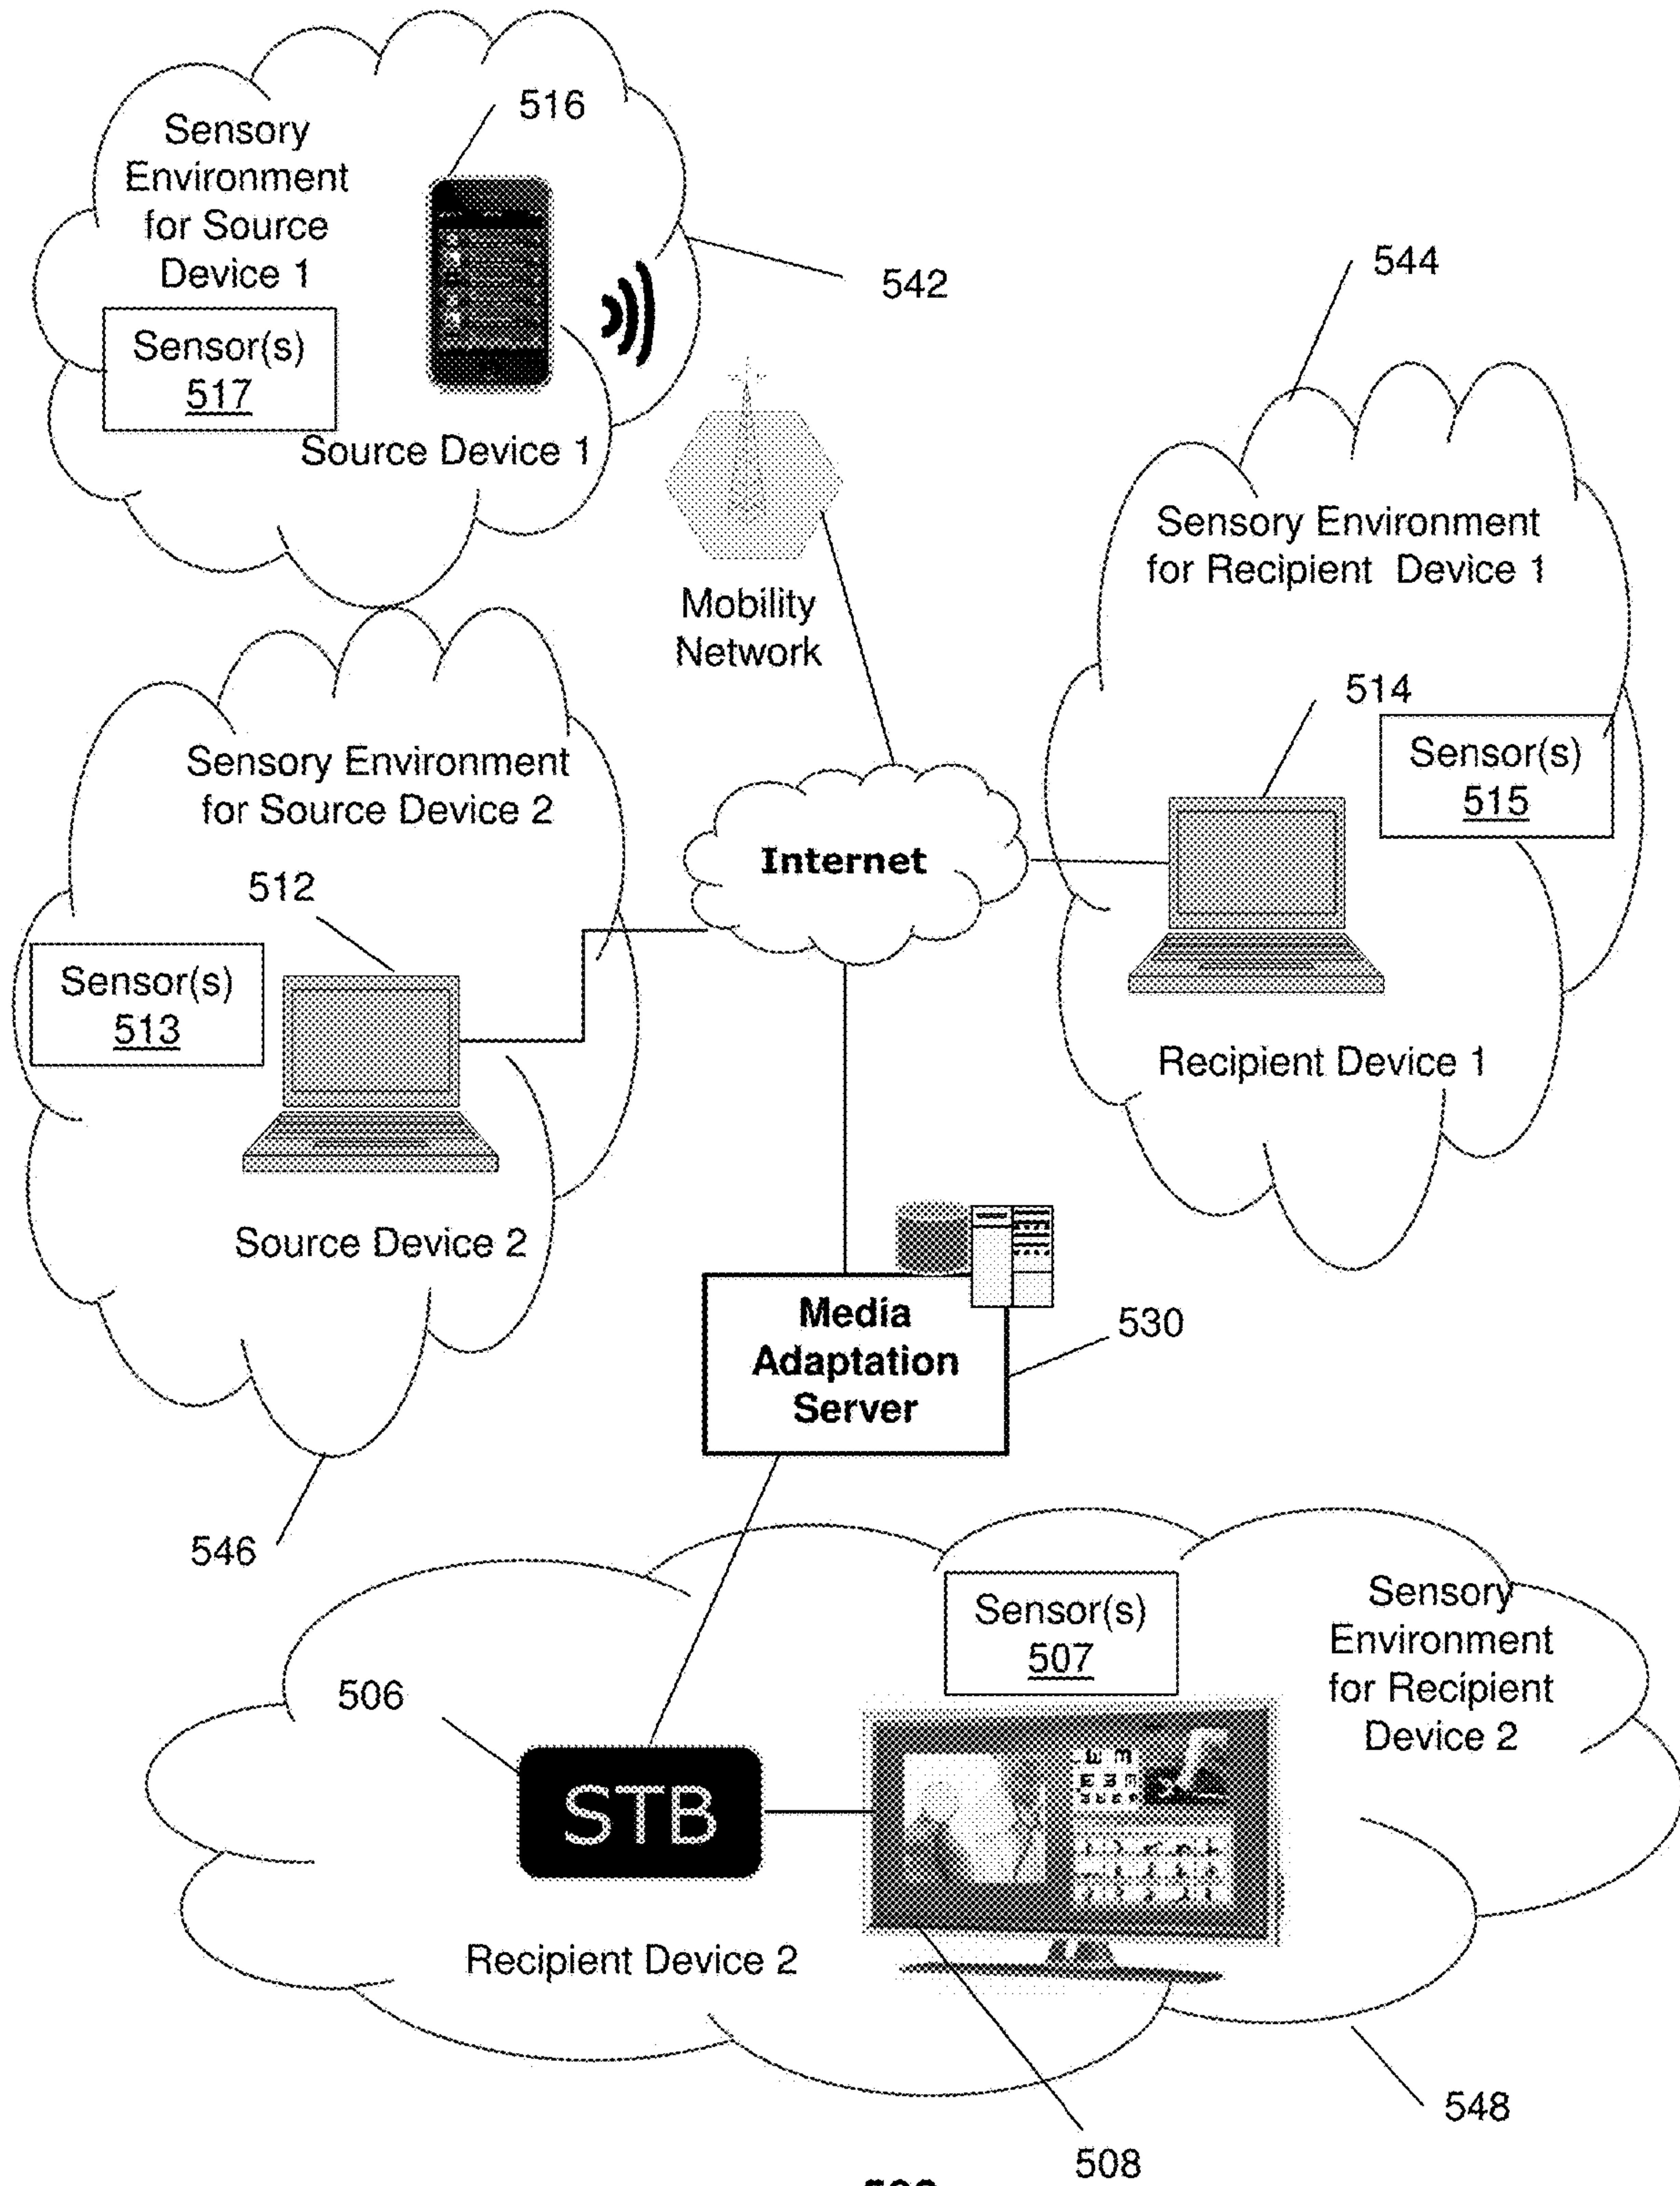 516
Sensory
Environment
for Source
Device 1
542
544
Sensor(s)
517
Source Device 1
Sensory Environment
for Recipient Device 1
Mobility
Network
514
Sensor(s)
515
Sensory Environment
for Source Device 2
Internet
512
Sensor(s)
513
Recipient Device 1
Source Device 2
Media
Adaptation
Server
530
546
Sensor(s)
507
Sensory
Environment
for Recipient
Device 2
506
STB
Recipient Device 2
548
508